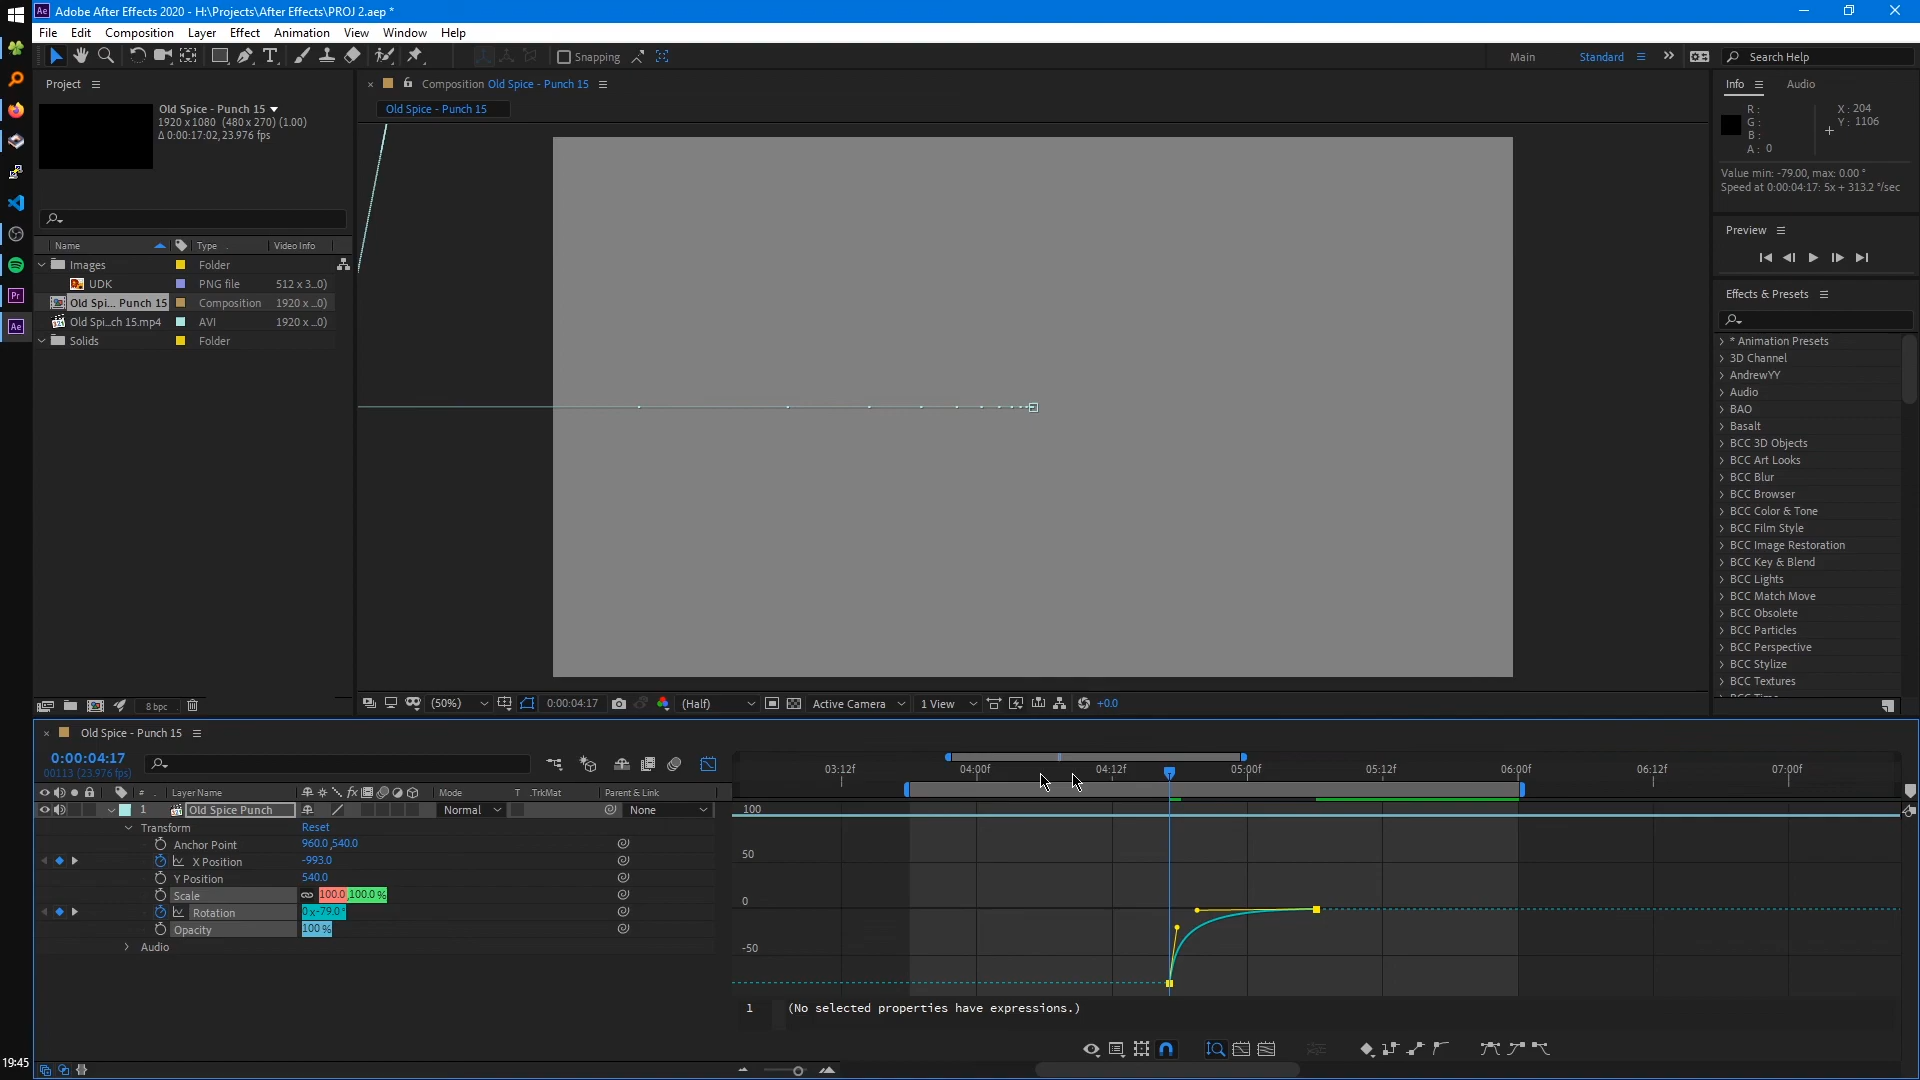 Adobe After Effects 2020 - H:\Projects\After Effects\PROJ 2.aep *
File Edit Composition Layer Effect Animation View Window Help
Snapping
Main Standard Search Help
Project
Old Spice - Punch 15
1920 x 1080 (480 x 270) (1.00)
Δ 0:00:17:02, 23.976 fps
Name Type Video Info
Images Folder
UDK PNG file 512 x 3...0)
Old Spi... Punch 15 Composition 1920 x ...0)
Old Spi...ch 15.mp4 AVI 1920 x ...0)
Solids Folder
8 bpc
Composition Old Spice - Punch 15
Old Spice - Punch 15
(50%) 0:00:04:17 (Half) Active Camera 1 View +0.0
Info Audio
R :
G :
B :
A : 0
X : 204
Y : 1106
Value min: -79.00, max: 0.00 °
Speed at 0:00:04:17: 5x + 313.2 °/sec
Preview
Effects & Presets
* Animation Presets
3D Channel
AndrewYY
Audio
BAO
Basalt
BCC 3D Objects
BCC Art Looks
BCC Blur
BCC Browser
BCC Color & Tone
BCC Film Style
BCC Image Restoration
BCC Key & Blend
BCC Lights
BCC Match Move
BCC Obsolete
BCC Particles
BCC Perspective
BCC Stylize
BCC Textures
Old Spice - Punch 15
0:00:04:17
00113 (23.976 fps)
# Layer Name fx Mode T .TrkMat Parent & Link
1 Old Spice Punch Normal None
Transform Reset
Anchor Point 960.0,540.0
X Position -993.0
Y Position 540.0
Scale 100.0,100.0 %
Rotation 0x-79.0°
Opacity 100 %
Audio
03:12f 04:00f 04:12f 05:00f 05:12f 06:00f 06:12f 07:00f
100
50
0
-50
1 (No selected properties have expressions.)
Pr
Ae
19:45